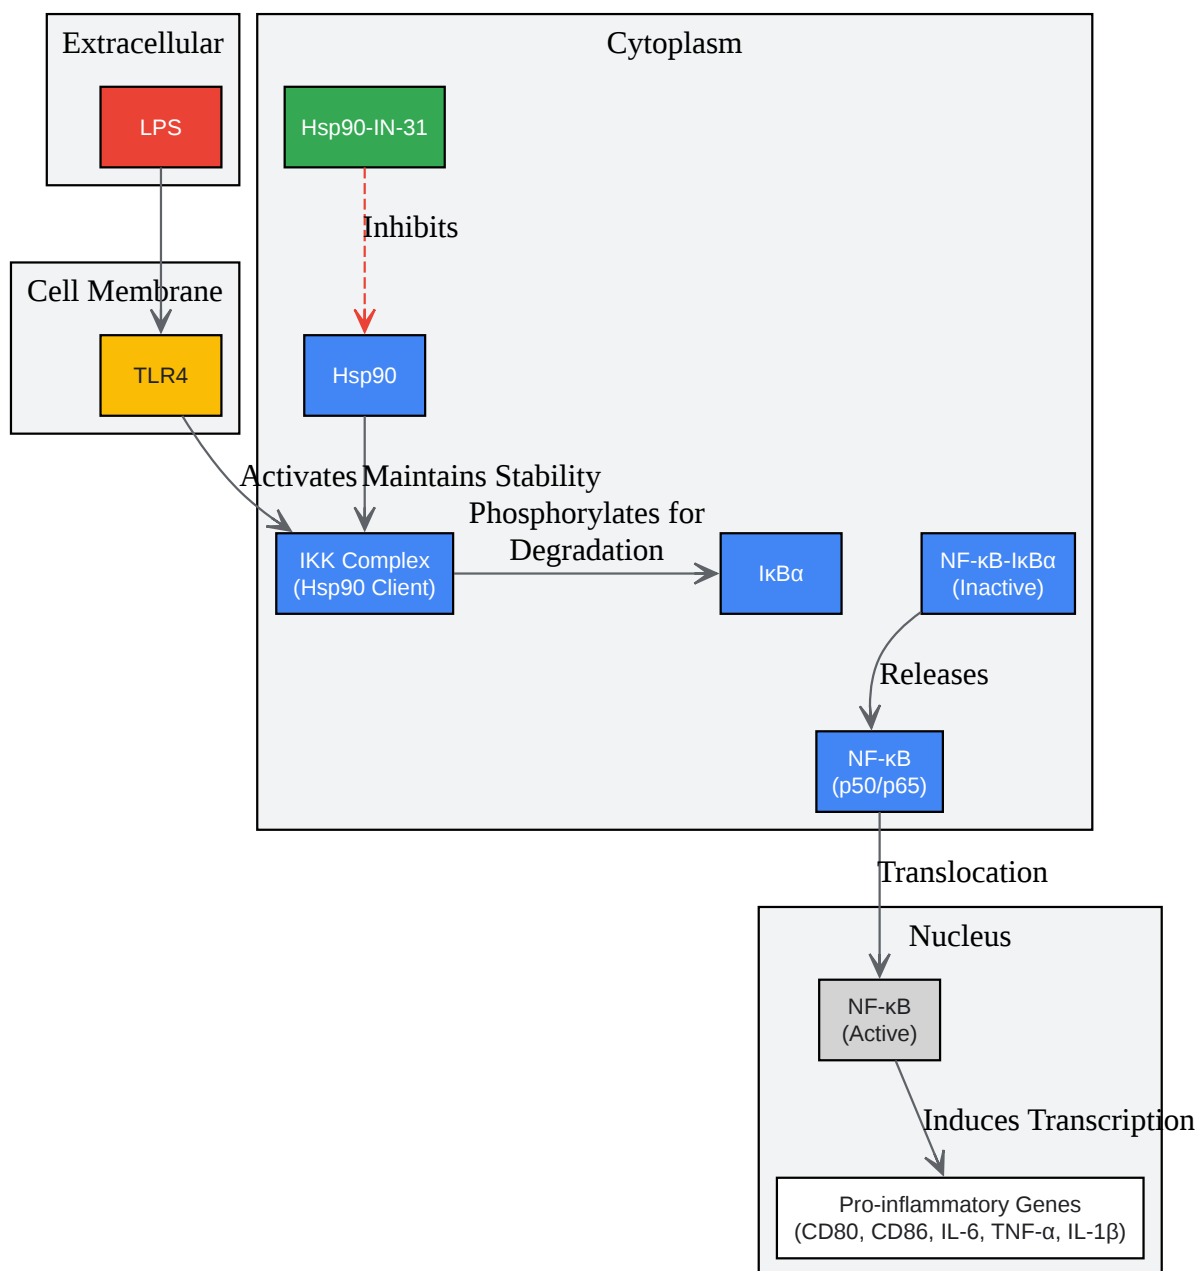 Extracellular
Cytoplasm
LPS
Hsp90-IN-31
Inhibits
Cell Membrane
TLR4
Hsp90
Activates
Maintains Stability
Phosphorylates for
Degradation
IKK Complex
(Hsp90 Client)
IκBα
NF-κB-IκBα
(Inactive)
Releases
NF-κB
(p50/p65)
Translocation
Nucleus
NF-κB
(Active)
Induces Transcription
Pro-inflammatory Genes
(CD80, CD86, IL-6, TNF-α, IL-1β)